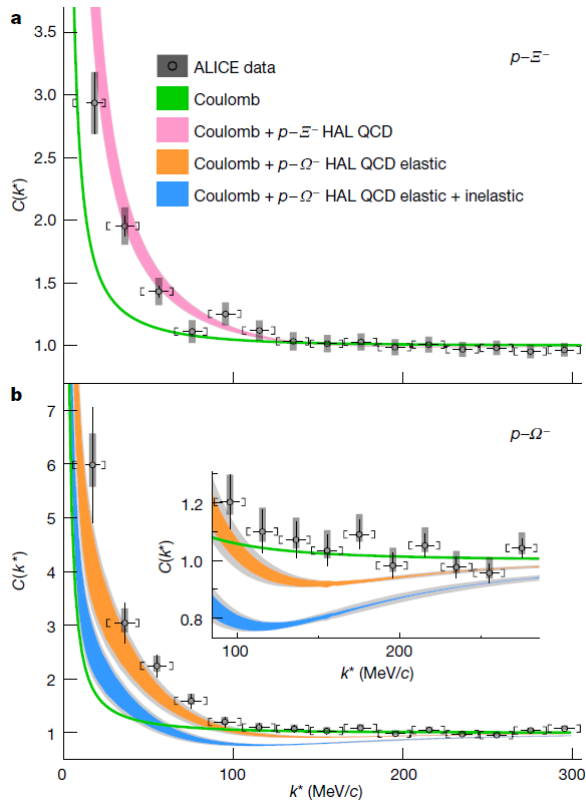 a
3.5
3.0
2.5
2.0
1.5
1.0
C(k*)
p–Ξ⁻
ALICE data
Coulomb
Coulomb + p–Ξ⁻ HAL QCD
Coulomb + p–Ω⁻ HAL QCD elastic
Coulomb + p–Ω⁻ HAL QCD elastic + inelastic
b
7
6
5
4
3
2
1
C(k*)
p–Ω⁻
1.2
1.0
0.8
C(k*)
100
200
k* (MeV/c)
0
100
200
300
k* (MeV/c)